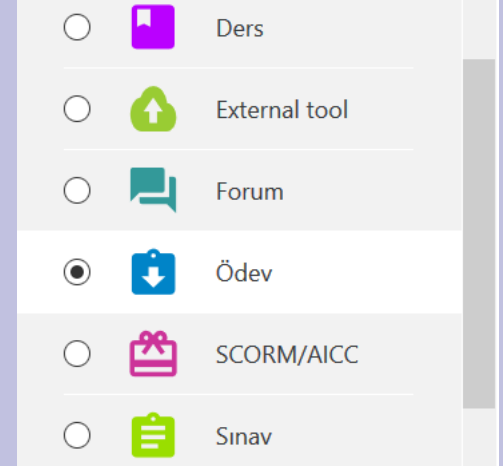 Ders
External tool
Forum
Ödev
SCORM/AICC
Sınav